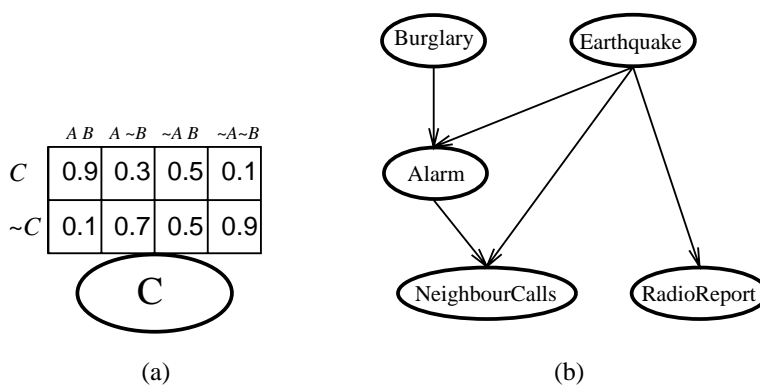 A B A ~B ~A B ~A~B
C 0.9 0.3 0.5 0.1
~C 0.1 0.7 0.5 0.9
C
(a)
Burglary Earthquake
Alarm
NeighbourCalls RadioReport
(b)